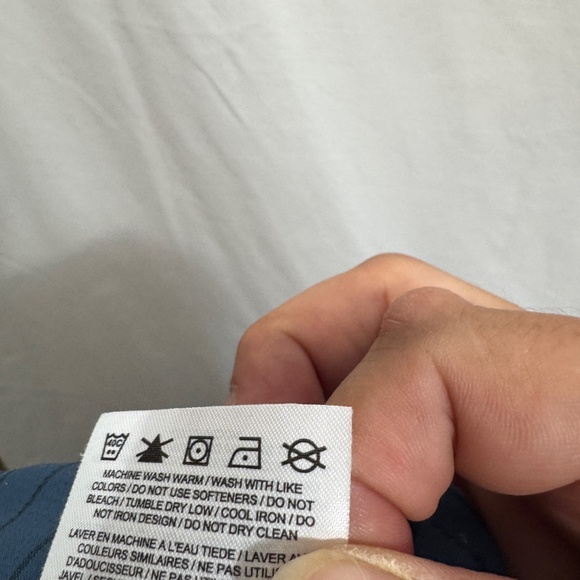 40C
MACHINE WASH WARM / WASH WITH LIKE
COLORS / DO NOT USE SOFTENERS / DO NOT
BLEACH / TUMBLE DRY LOW / COOL IRON / DO
NOT IRON DESIGN / DO NOT DRY CLEAN
LAVER EN MACHINE A L'EAU TIEDE / LAVER
COULEURS SIMILAIRES / NE PAS UTILI
D'ADOUCISSEUR / NE PAS
JAVEL